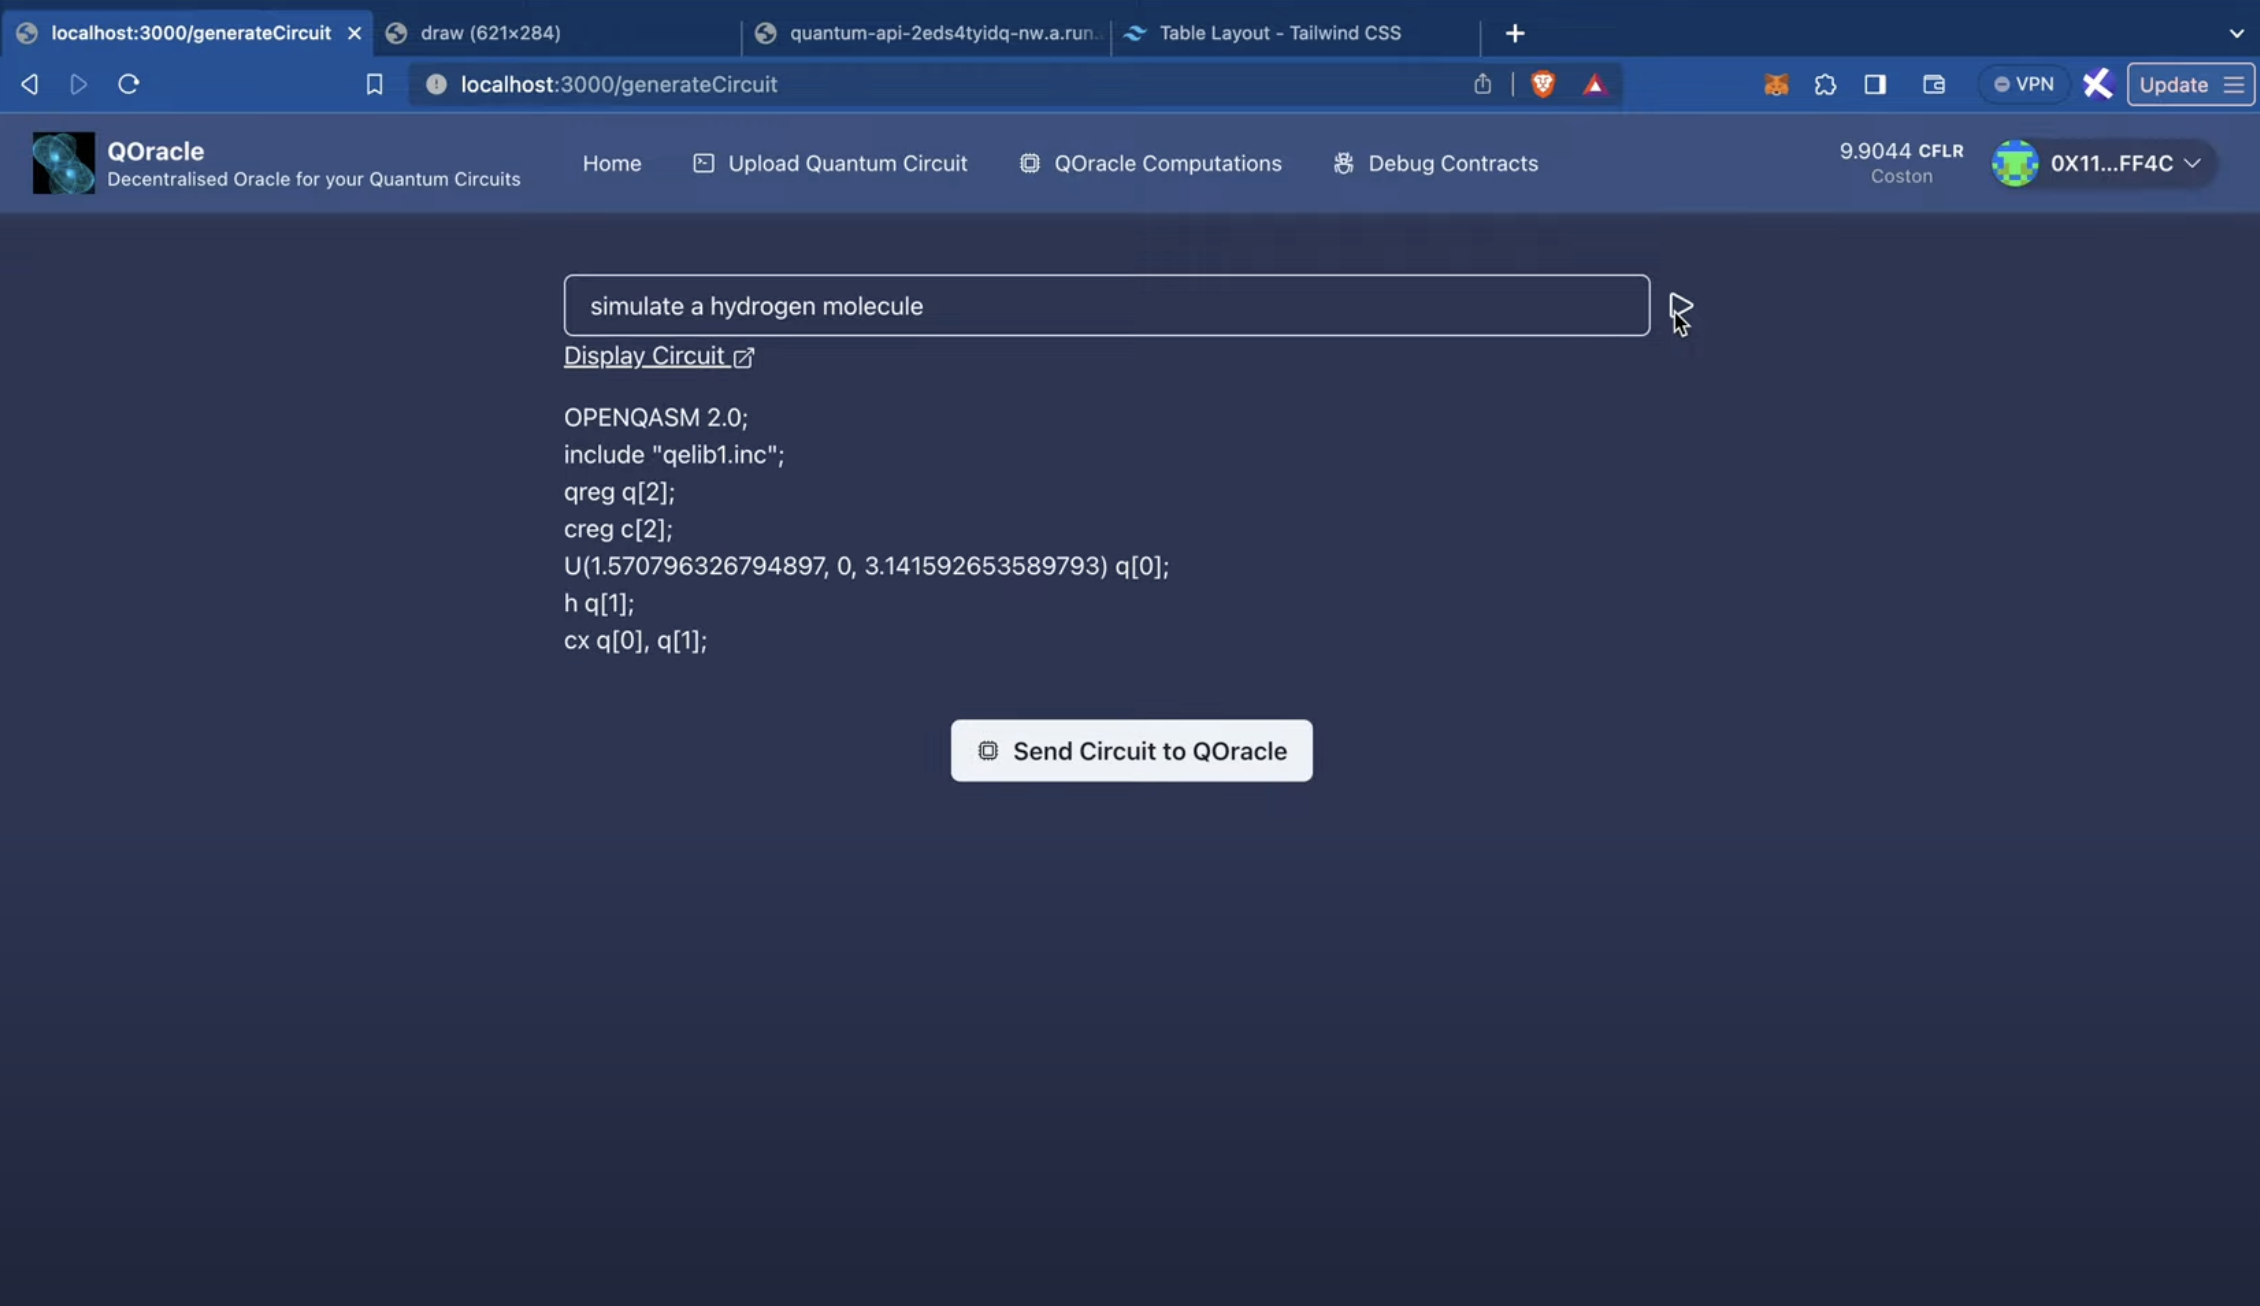 localhost:3000/generateCircuit
draw (621×284)
quantum-api-2eds4tyidq-nw.a.run.
Table Layout - Tailwind CSS
localhost:3000/generateCircuit
VPN
Update
QOracle
Decentralised Oracle for your Quantum Circuits
Home
Upload Quantum Circuit
QOracle Computations
Debug Contracts
9.9044 CFLR
Coston
0X11...FF4C
simulate a hydrogen molecule
Display Circuit
OPENQASM 2.0;
include "qelib1.inc";
qreg q[2];
creg c[2];
U(1.570796326794897, 0, 3.141592653589793) q[0];
h q[1];
cx q[0], q[1];
Send Circuit to QOracle